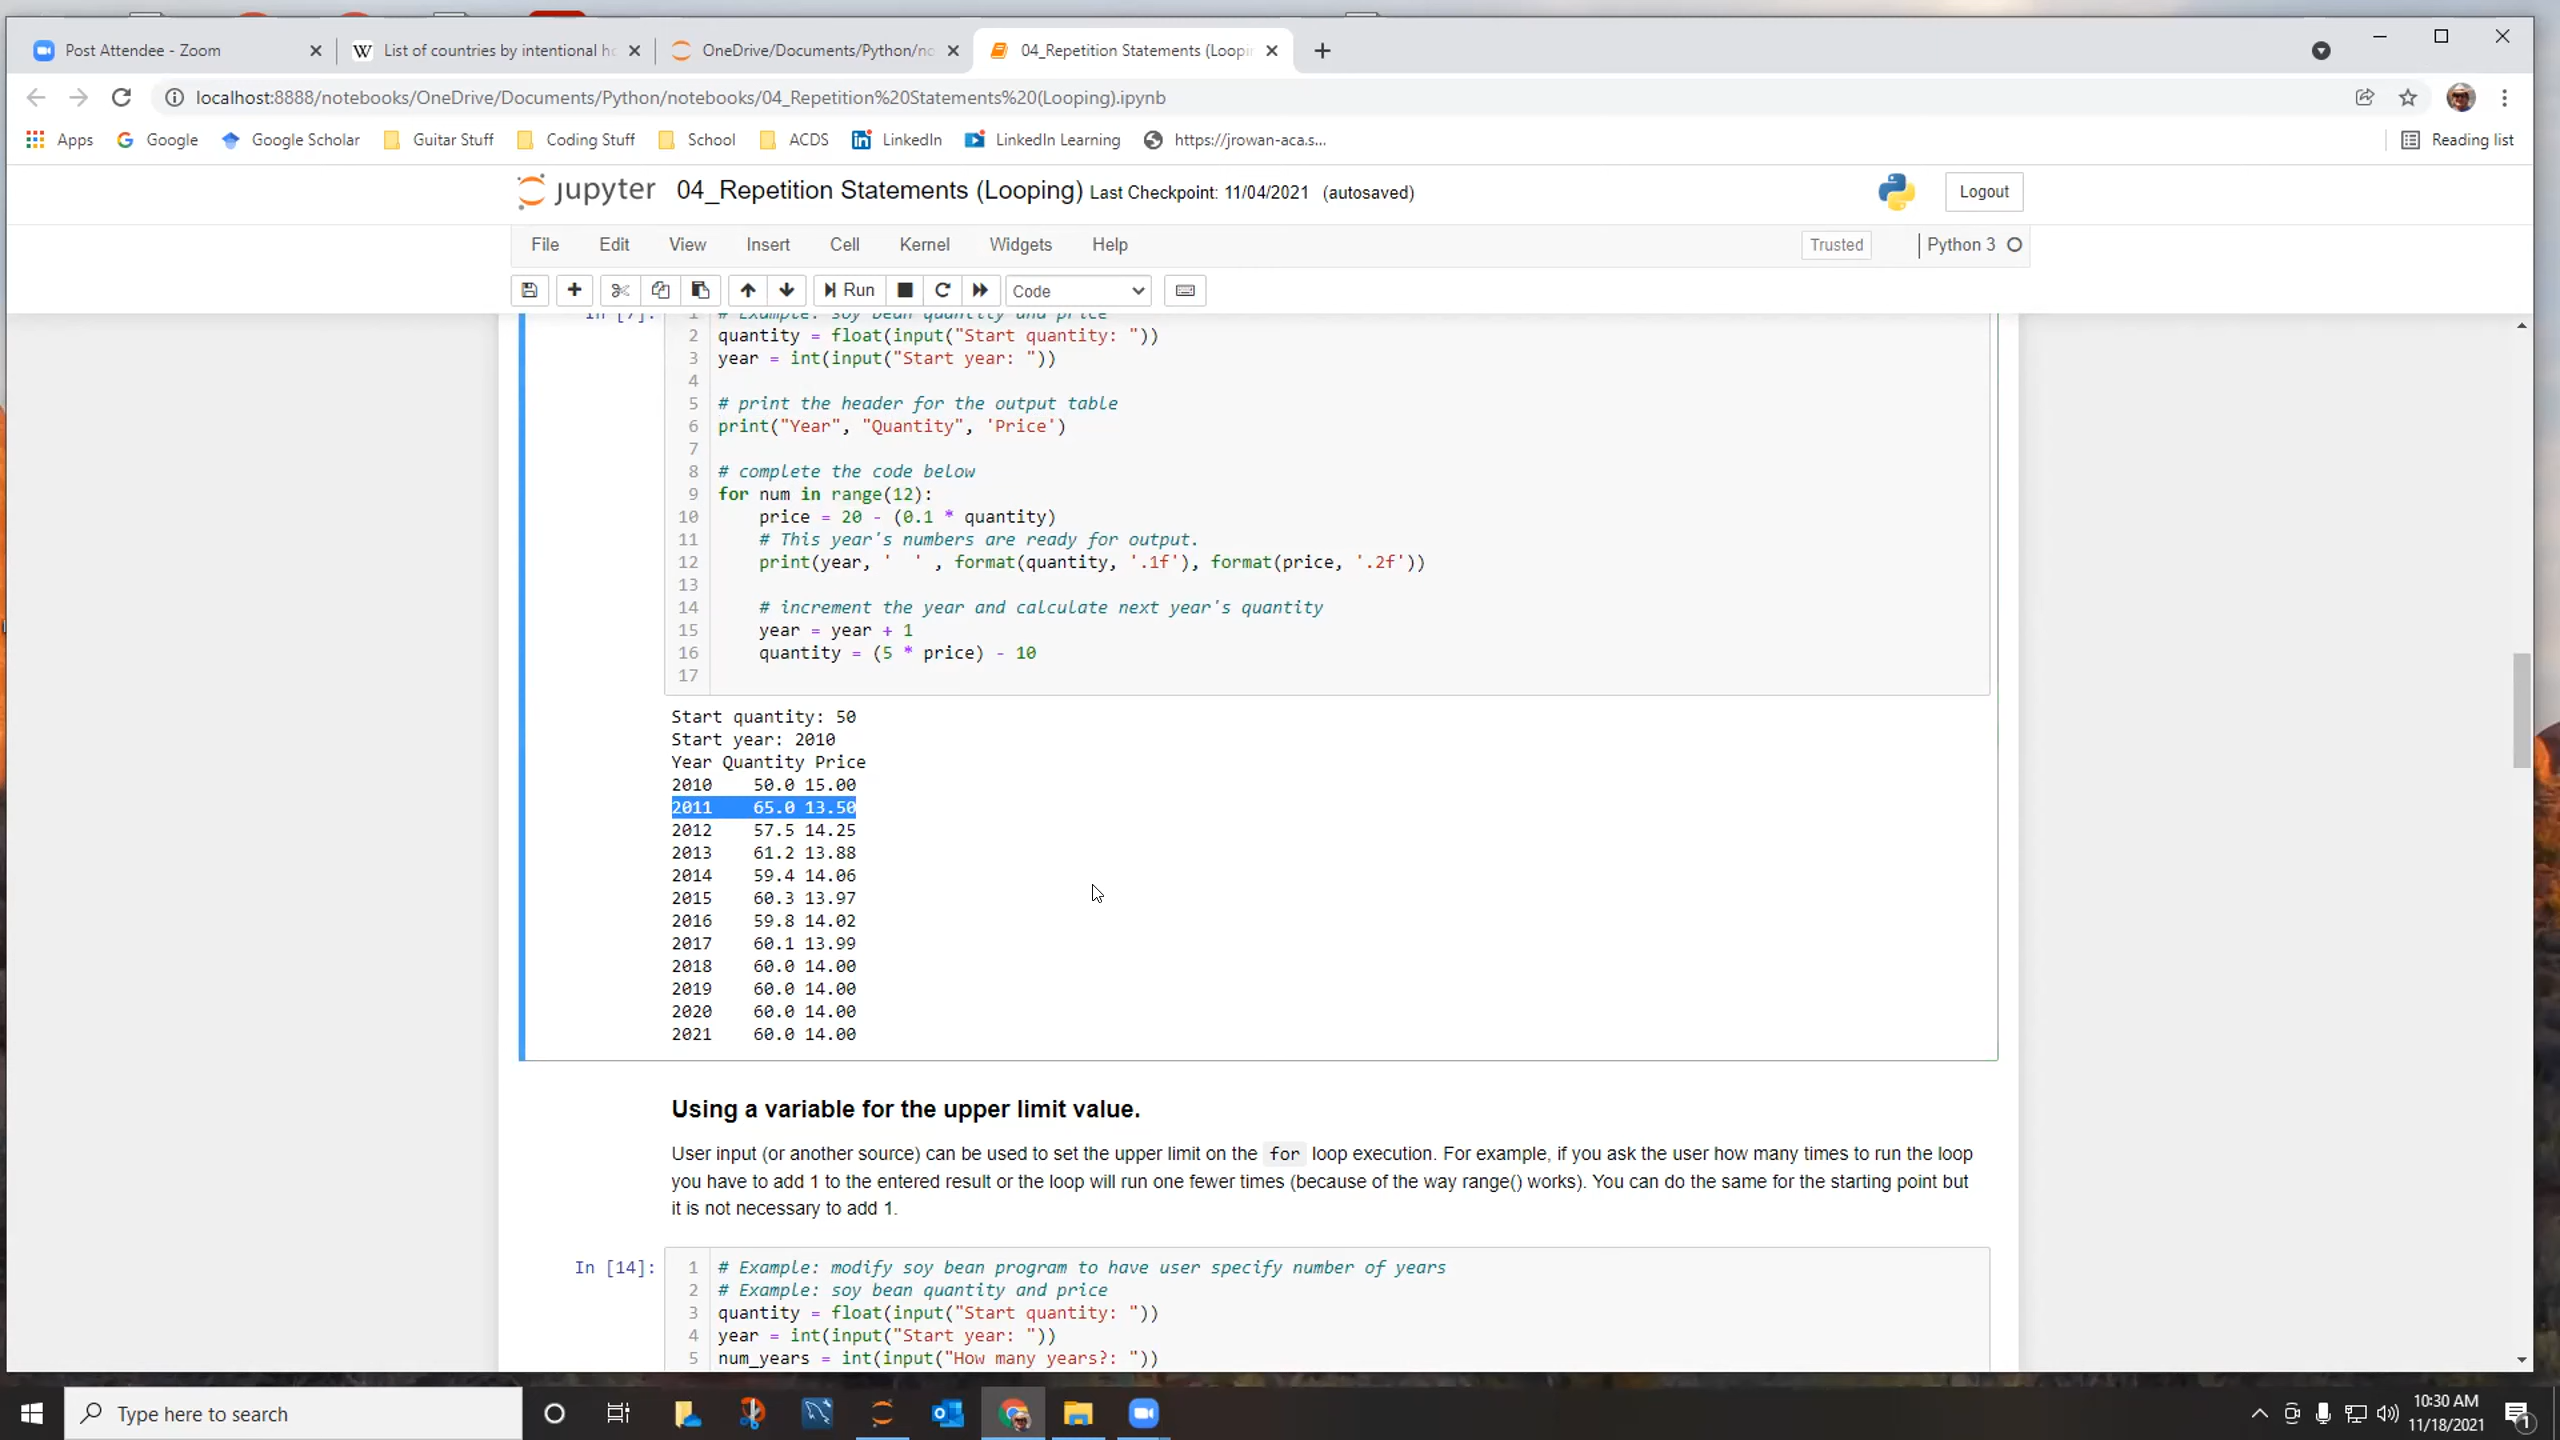 Post Attendee - Zoom
W List of countries by intentional ho
OneDrive/Documents/Python/no
04_Repetition Statements (Loopin
localhost:8888/notebooks/OneDrive/Documents/Python/notebooks/04_Repetition%20Statements%20(Looping).ipynb
Apps
Google
Google Scholar
Guitar Stuff
Coding Stuff
School
ACDS
LinkedIn
LinkedIn Learning
https://jrowan-aca.s...
Reading list
jupyter 04_Repetition Statements (Looping) Last Checkpoint: 11/04/2021 (autosaved)
Logout
File Edit View Insert Cell Kernel Widgets Help
Trusted
Python 3
Run
Code
In [7]:
1 # Example: soy bean quantity and price
2 quantity = float(input("Start quantity: "))
3 year = int(input("Start year: "))
4
5 # print the header for the output table
6 print("Year", "Quantity", 'Price')
7
8 # complete the code below
9 for num in range(12):
10 price = 20 - (0.1 * quantity)
11 # This year's numbers are ready for output.
12 print(year, '  ' , format(quantity, '.1f'), format(price, '.2f'))
13
14 # increment the year and calculate next year's quantity
15 year = year + 1
16 quantity = (5 * price) - 10
17
Start quantity: 50
Start year: 2010
Year Quantity Price
2010 50.0 15.00
2011 65.0 13.50
2012 57.5 14.25
2013 61.2 13.88
2014 59.4 14.06
2015 60.3 13.97
2016 59.8 14.02
2017 60.1 13.99
2018 60.0 14.00
2019 60.0 14.00
2020 60.0 14.00
2021 60.0 14.00
Using a variable for the upper limit value.
User input (or another source) can be used to set the upper limit on the for loop execution. For example, if you ask the user how many times to run the loop
you have to add 1 to the entered result or the loop will run one fewer times (because of the way range() works). You can do the same for the starting point but
it is not necessary to add 1.
In [14]:
1 # Example: modify soy bean program to have user specify number of years
2 # Example: soy bean quantity and price
3 quantity = float(input("Start quantity: "))
4 year = int(input("Start year: "))
5 num_years = int(input("How many years?: "))
Type here to search
10:30 AM
11/18/2021
1